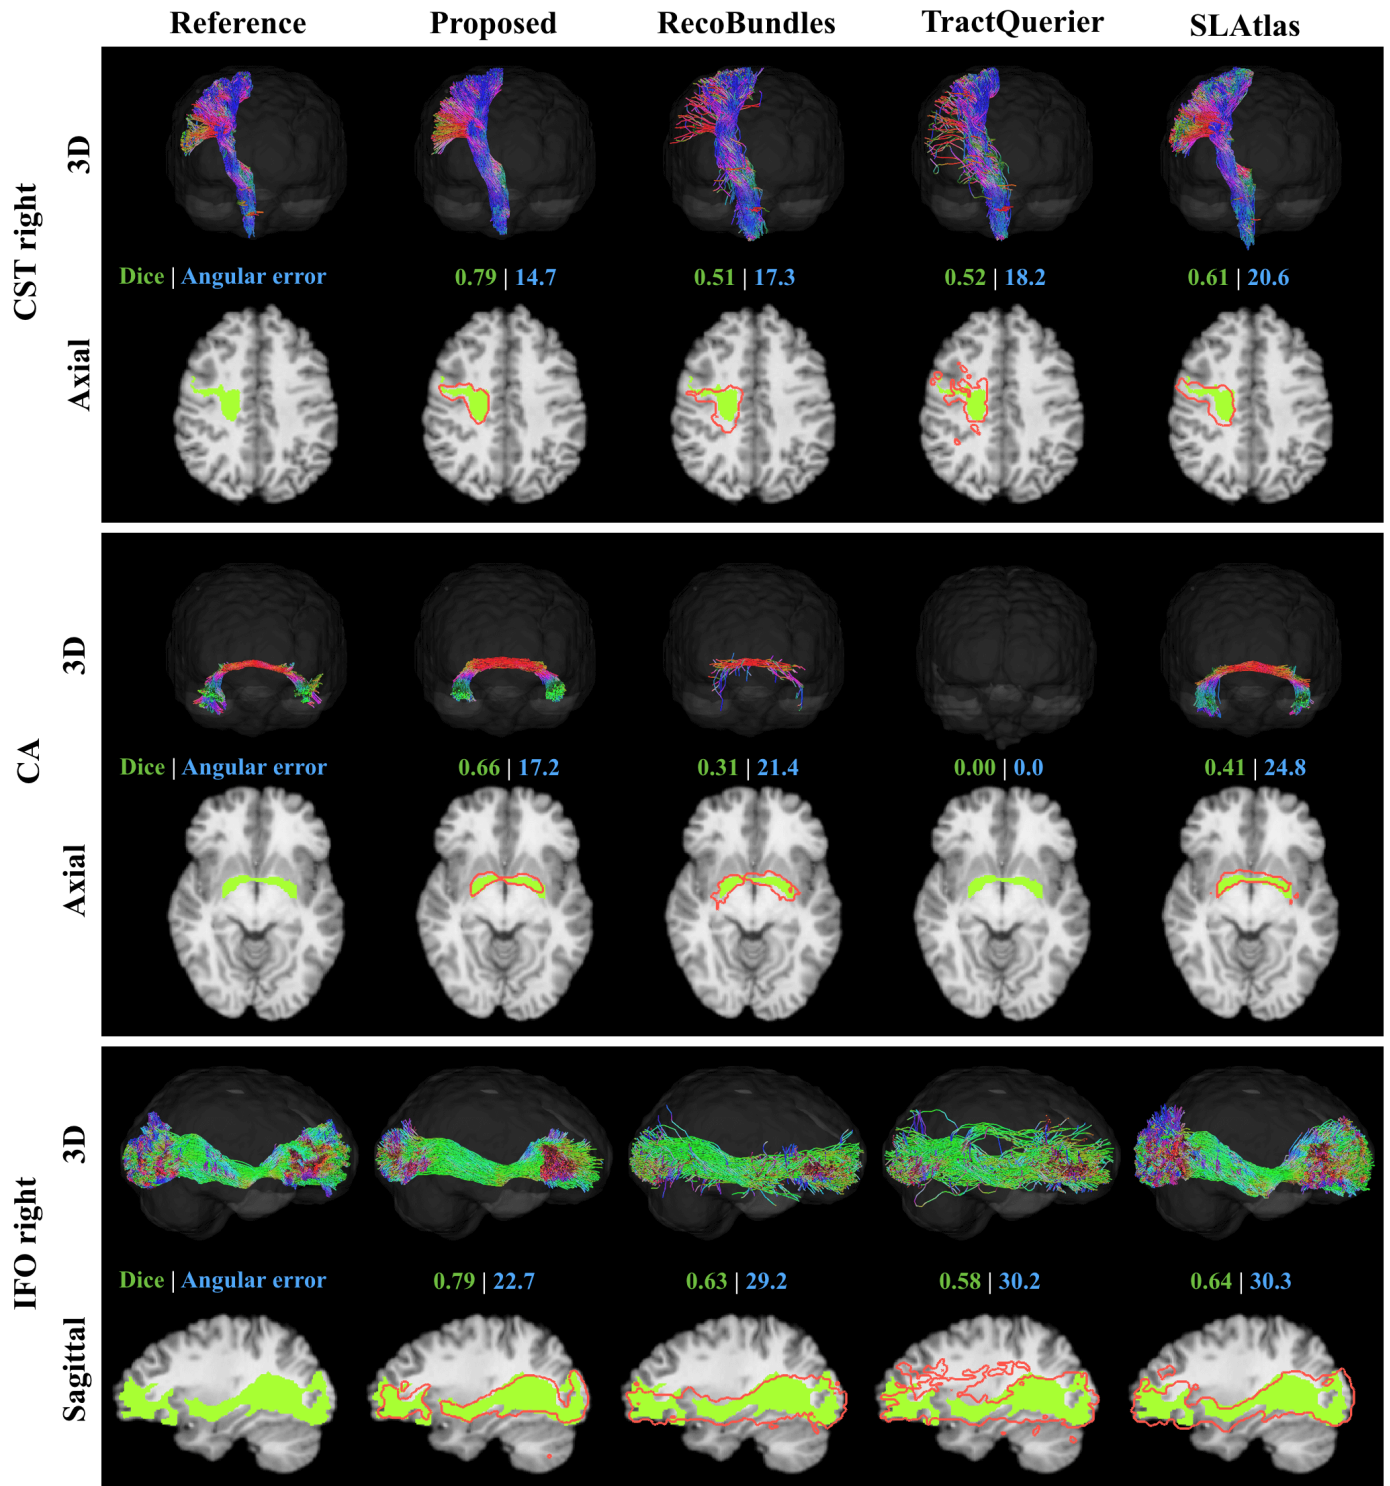 Reference Proposed RecoBundles TractQuerier SLAtlas
CST right
3D
Dice | Angular error 0.79 | 14.7 0.51 | 17.3 0.52 | 18.2 0.61 | 20.6
Axial
CA
3D
Dice | Angular error 0.66 | 17.2 0.31 | 21.4 0.00 | 0.0 0.41 | 24.8
Axial
IFO right
3D
Dice | Angular error 0.79 | 22.7 0.63 | 29.2 0.58 | 30.2 0.64 | 30.3
Sagittal